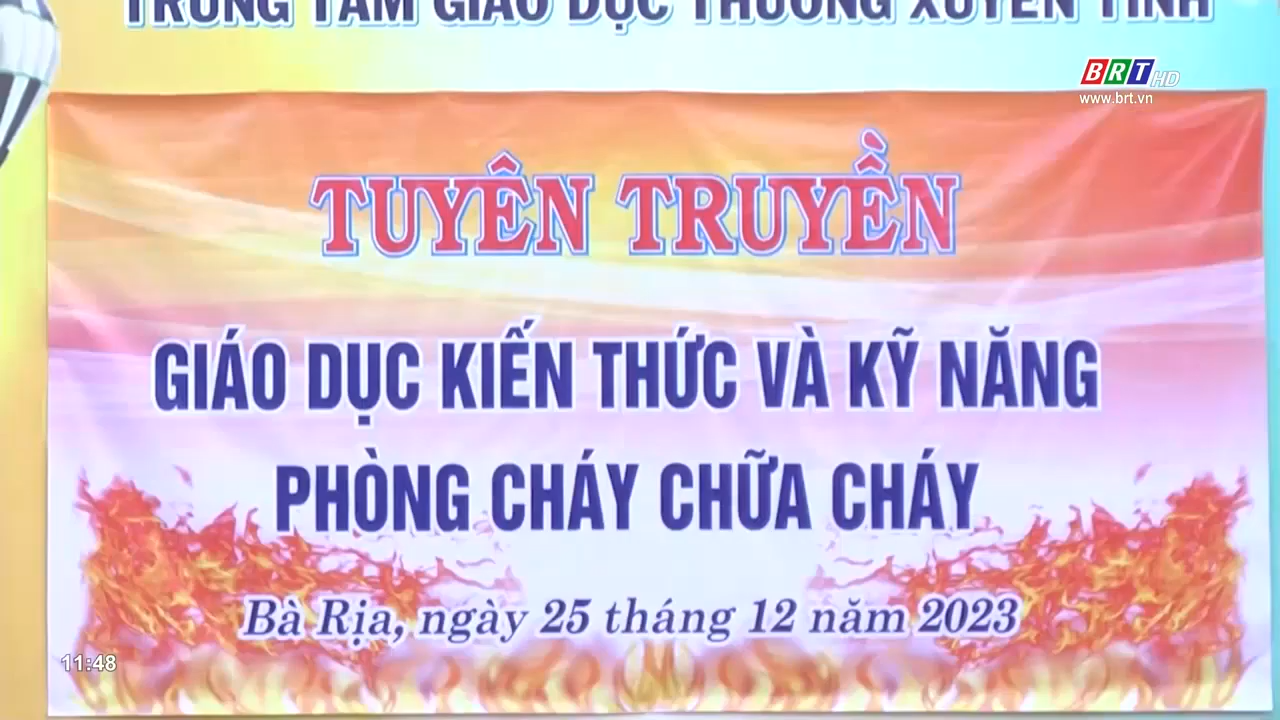 TRUNG TÂM GIÁO DỤC THƯỜNG XUYÊN TỈNH
BRT HD
www.brt.vn
TUYÊN TRUYỀN
GIÁO DỤC KIẾN THỨC VÀ KỸ NĂNG
PHÒNG CHÁY CHỮA CHÁY
Bà Rịa, ngày 25 tháng 12 năm 2023
11:48